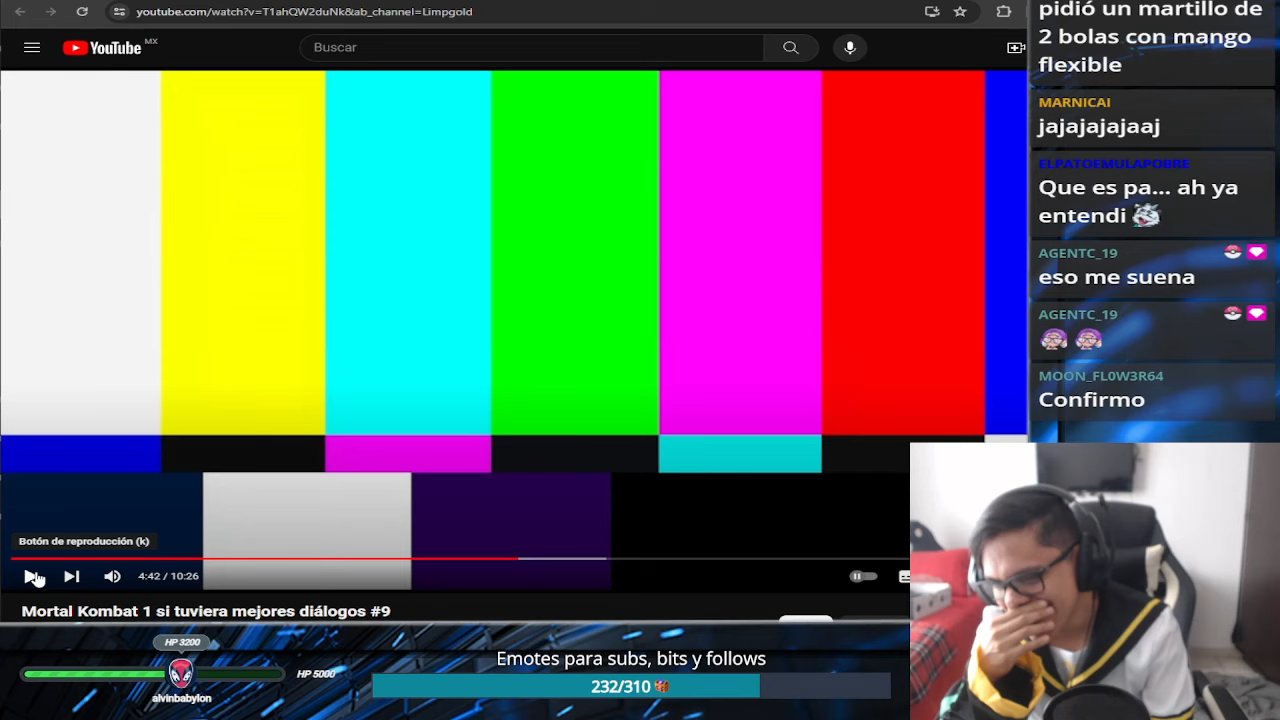 youtube.com/watch?v=T1ahQW2duNk&ab_channel=Limpgold
YouTube MX
Buscar
Botón de reproducción (k)
4:42 / 10:26
Mortal Kombat 1 si tuviera mejores diálogos #9
HP 3200
HP 5000
alvinbabylon
Emotes para subs, bits y follows
232/310
pidió un martillo de
2 bolas con mango
flexible
MARNICAI
jajajajajaaj
ELPATOEMULAPOBRE
Que es pa... ah ya
entendi
AGENTC_19
eso me suena
AGENTC_19
MOON_FL0W3R64
Confirmo